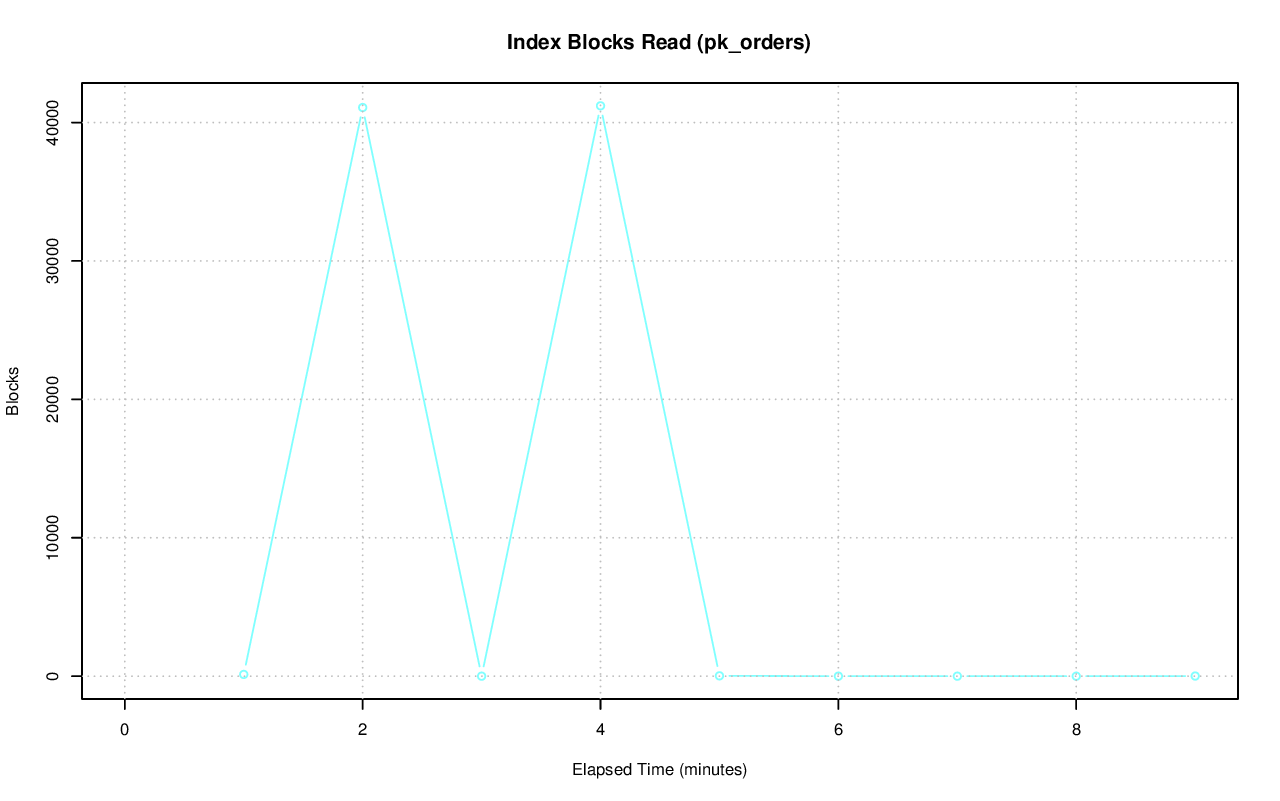 Index Blocks Read (pk_orders)
40000
30000
20000
10000
0
Blocks
0 2 4 6 8
Elapsed Time (minutes)